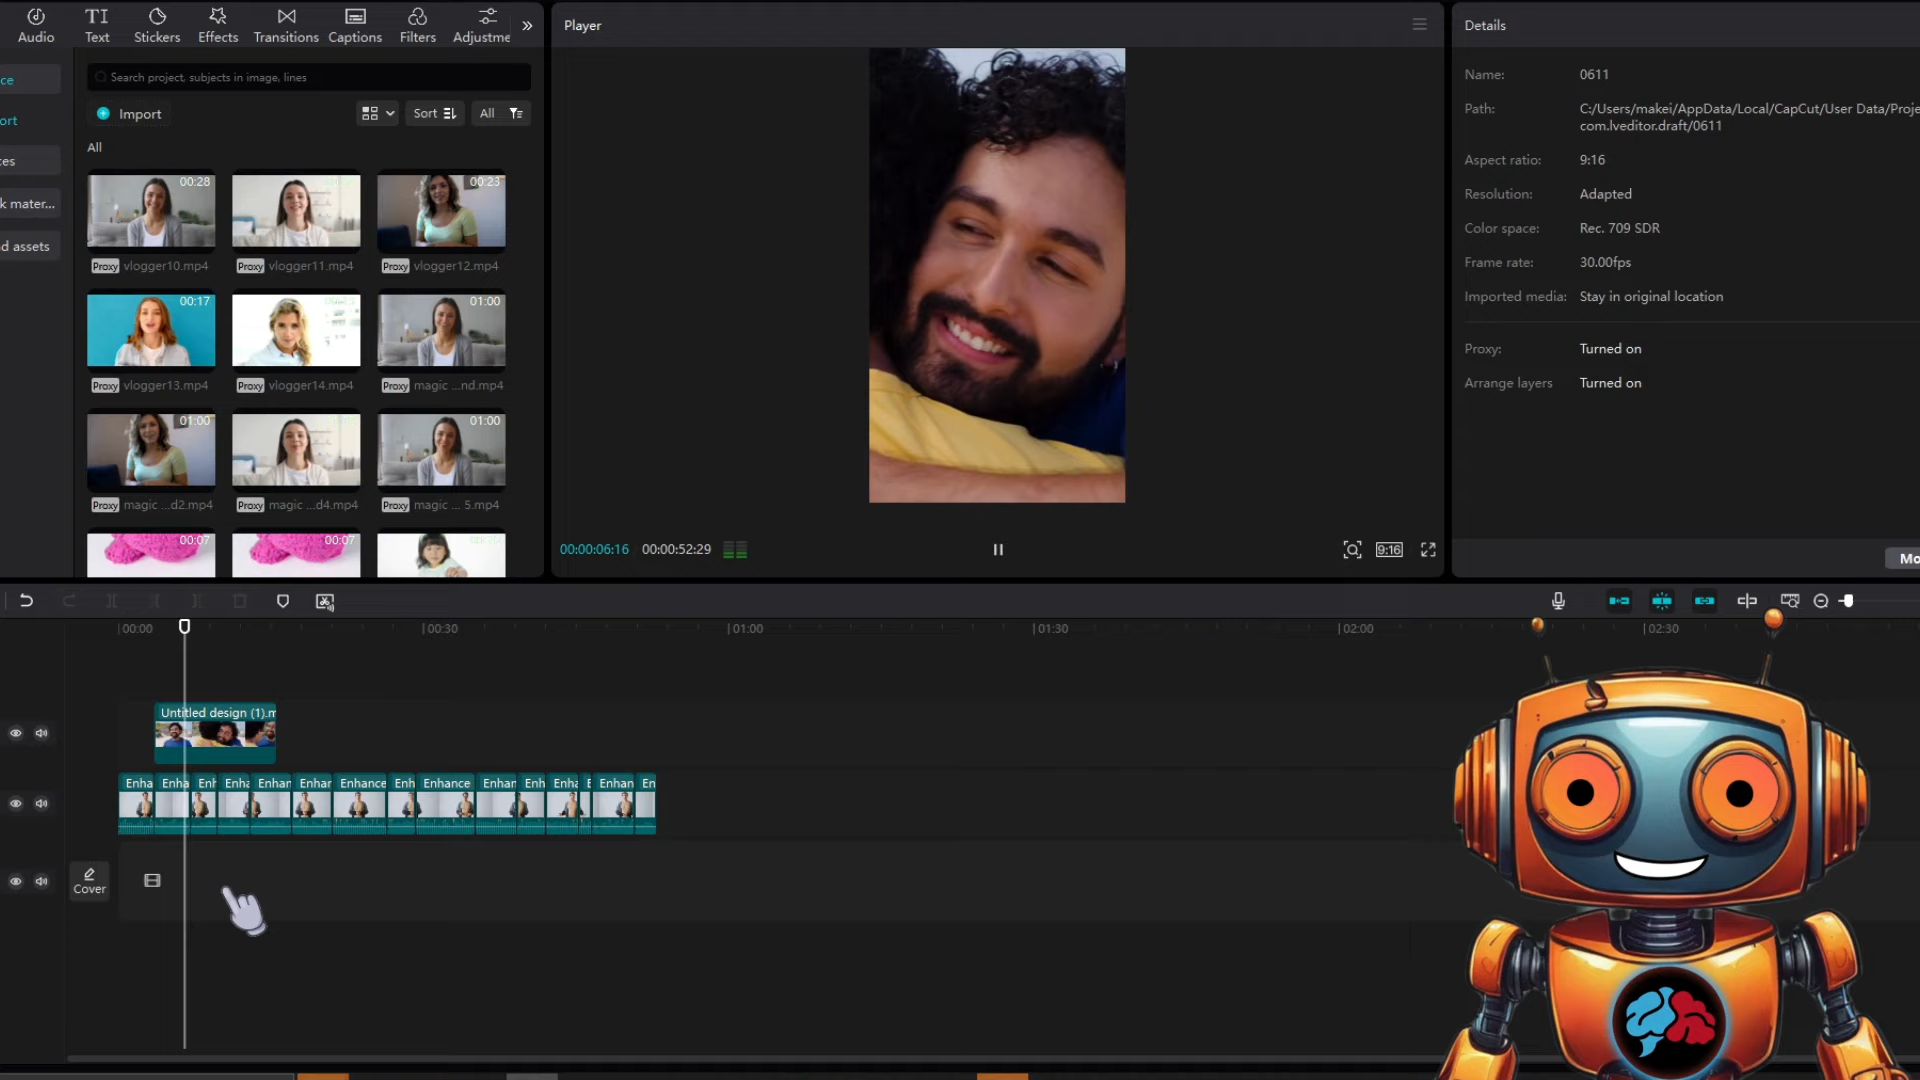 Audio
Text
Stickers
Effects
Transitions
Captions
Filters
Adjustme
Player
Details
ce
Search project, subjects in image, lines
Name: 0611
ort
Import
Sort
All
Path: C:/Users/makei/AppData/Local/CapCut/User Data/Proje
com.lveditor.draft/0611
All
ces
Aspect ratio: 9:16
00:28
00:23
k mater...
Resolution: Adapted
d assets
Color space: Rec. 709 SDR
Proxy vlogger10.mp4
Proxy vlogger11.mp4
Proxy vlogger12.mp4
Frame rate: 30.00fps
00:17
01:00
Imported media: Stay in original location
Proxy: Turned on
Proxy vlogger13.mp4
Proxy vlogger14.mp4
Proxy magic ...nd.mp4
Arrange layers Turned on
01:00
01:00
Proxy magic ...d2.mp4
Proxy magic ...d4.mp4
Proxy magic ... 5.mp4
00:07
00:07
00:00:06:16 00:00:52:29
9:16
Mo
00:00
00:30
01:00
01:30
02:00
02:30
Untitled design (1).m
Enha
Enha
Enh
Enha
Enhan
Enhar
Enhance
Enh
Enhance
Enhan
Enh
Enha
E
Enhan
En
Cover